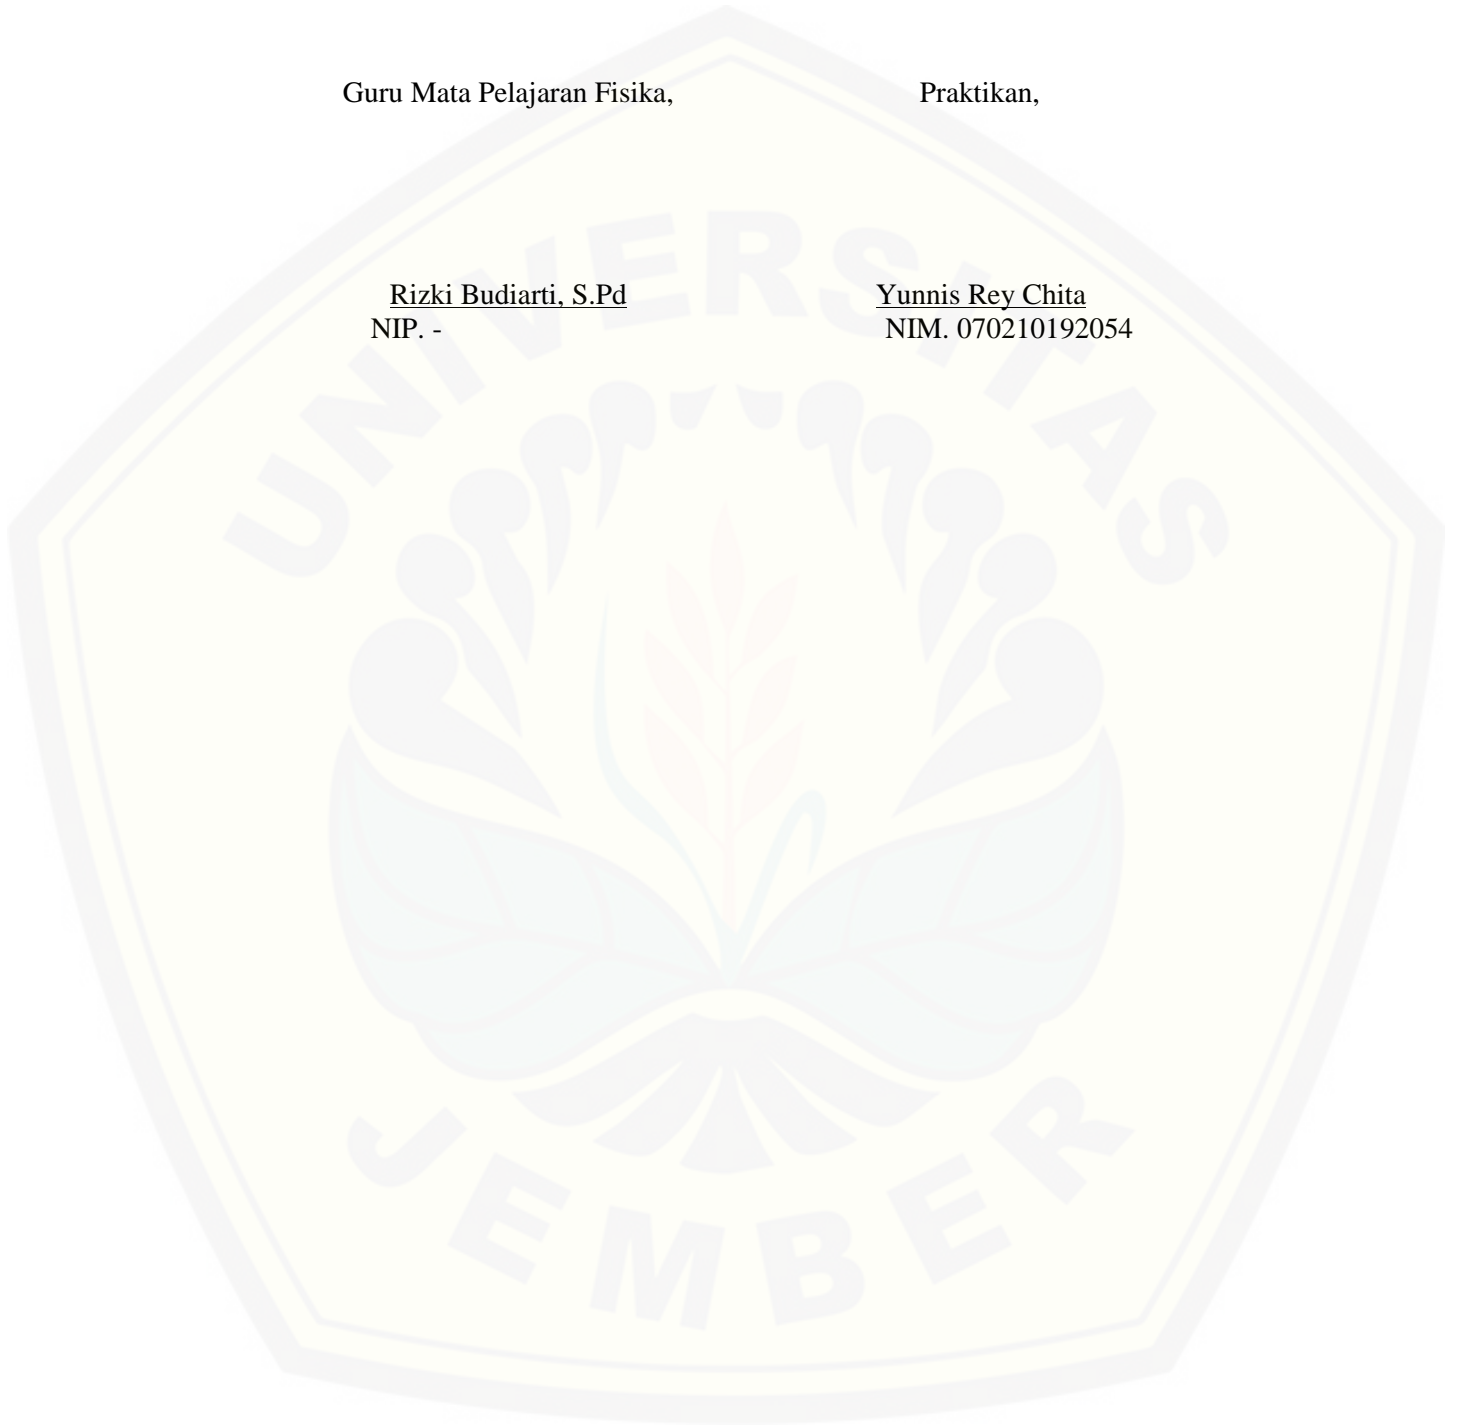 Guru Mata Pelajaran Fisika, Praktikan,
Rizki Budiarti, S.Pd Yunnis Rey Chita
NIP. - NIM. 070210192054
UNIVERSITAS
JEMBER